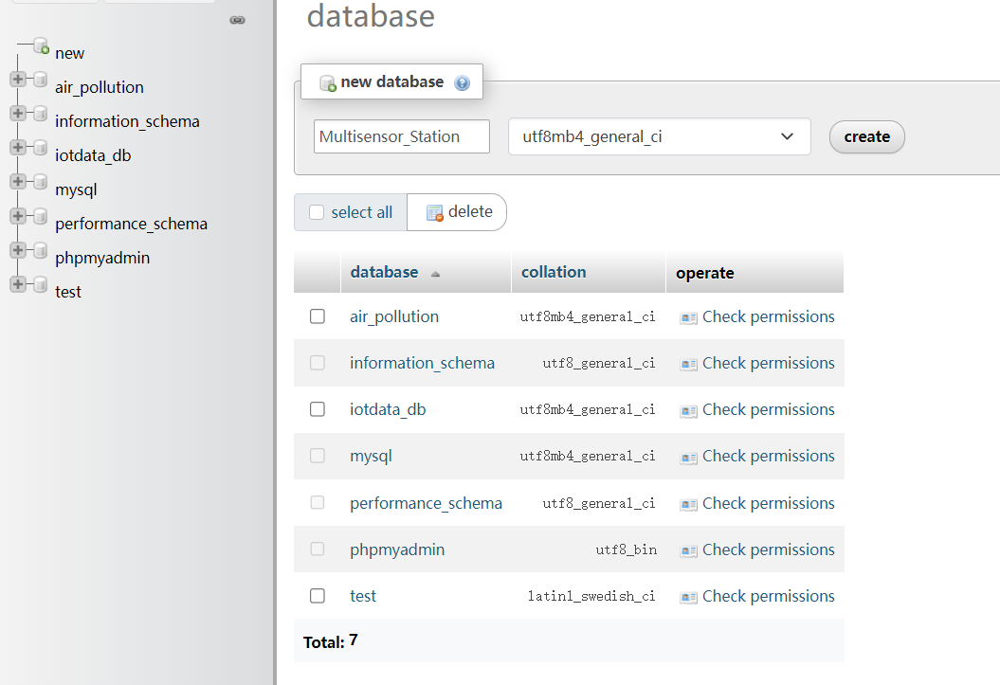 new
air_pollution
information_schema
iotdata_db
mysql
performance_schema
phpmyadmin
test
database
new database
Multisensor_Station utf8mb4_general_ci create
select all delete
database collation operate
air_pollution utf8mb4_general_ci Check permissions
information_schema utf8_general_ci Check permissions
iotdata_db utf8mb4_general_ci Check permissions
mysql utf8mb4_general_ci Check permissions
performance_schema utf8_general_ci Check permissions
phpmyadmin utf8_bin Check permissions
test latin1_swedish_ci Check permissions
Total: 7